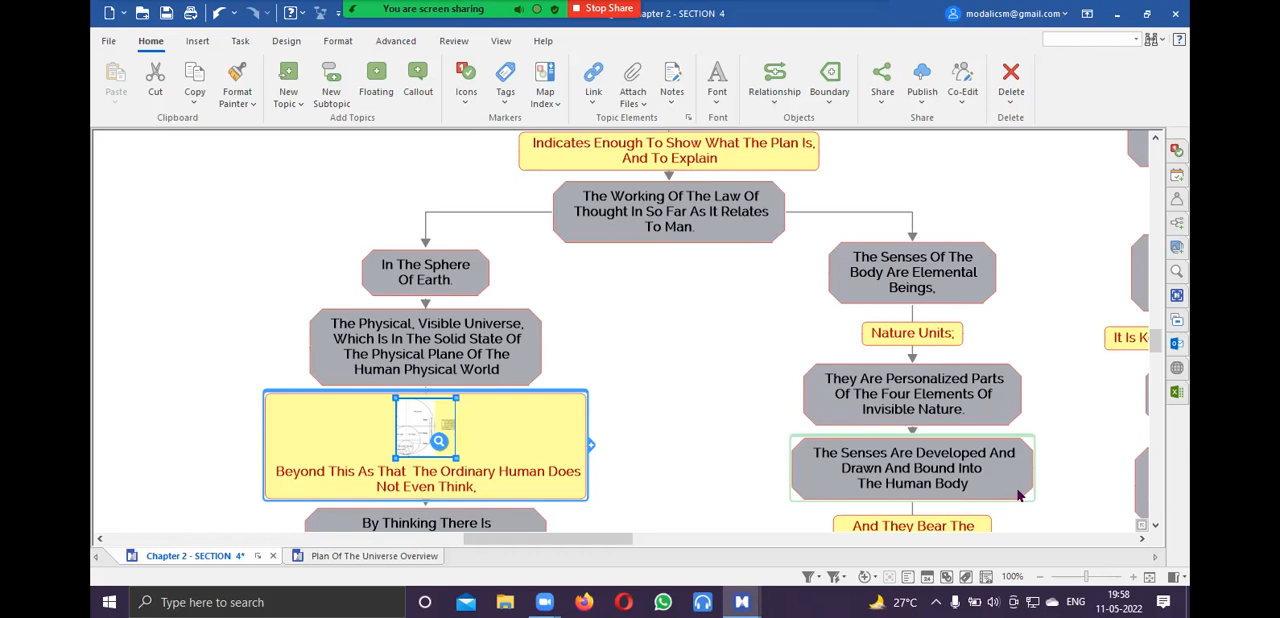 You are screen sharing
Stop Share
Chapter 2 - SECTION 4
modalicsm@gmail.com
File
Home
Insert
Task
Design
Format
Advanced
Review
View
Help
Paste
Cut
Copy
Format
Painter
Clipboard
New
Topic
New
Subtopic
Floating
Callout
Add Topics
Icons
Tags
Map
Index
Markers
Link
Attach
Files
Notes
Topic Elements
Font
Font
Relationship
Boundary
Objects
Share
Publish
Co-Edit
Share
Delete
Delete
Indicates Enough To Show What The Plan Is,
And To Explain
The Working Of The Law Of
Thought In So Far As It Relates
To Man.
In The Sphere
Of Earth.
The Physical, Visible Universe,
Which Is In The Solid State Of
The Physical Plane Of The
Human Physical World
Beyond This As That The Ordinary Human Does
Not Even Think,
By Thinking There Is
The Senses Of The
Body Are Elemental
Beings,
Nature Units;
They Are Personalized Parts
Of The Four Elements Of
Invisible Nature.
The Senses Are Developed And
Drawn And Bound Into
The Human Body
And They Bear The
It Is K
Chapter 2 - SECTION 4*
Plan Of The Universe Overview
100%
Type here to search
27°C
ENG
19:58
11-05-2022